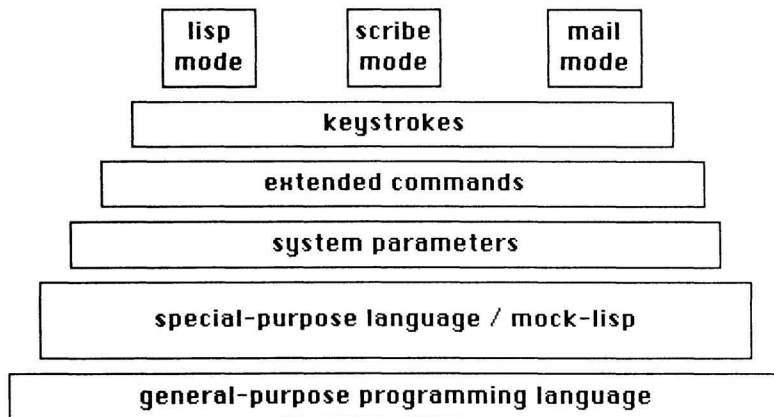 lisp mode
scribe mode
mail mode
keystrokes
extended commands
system parameters
special-purpose language / mock-lisp
general-purpose programming language